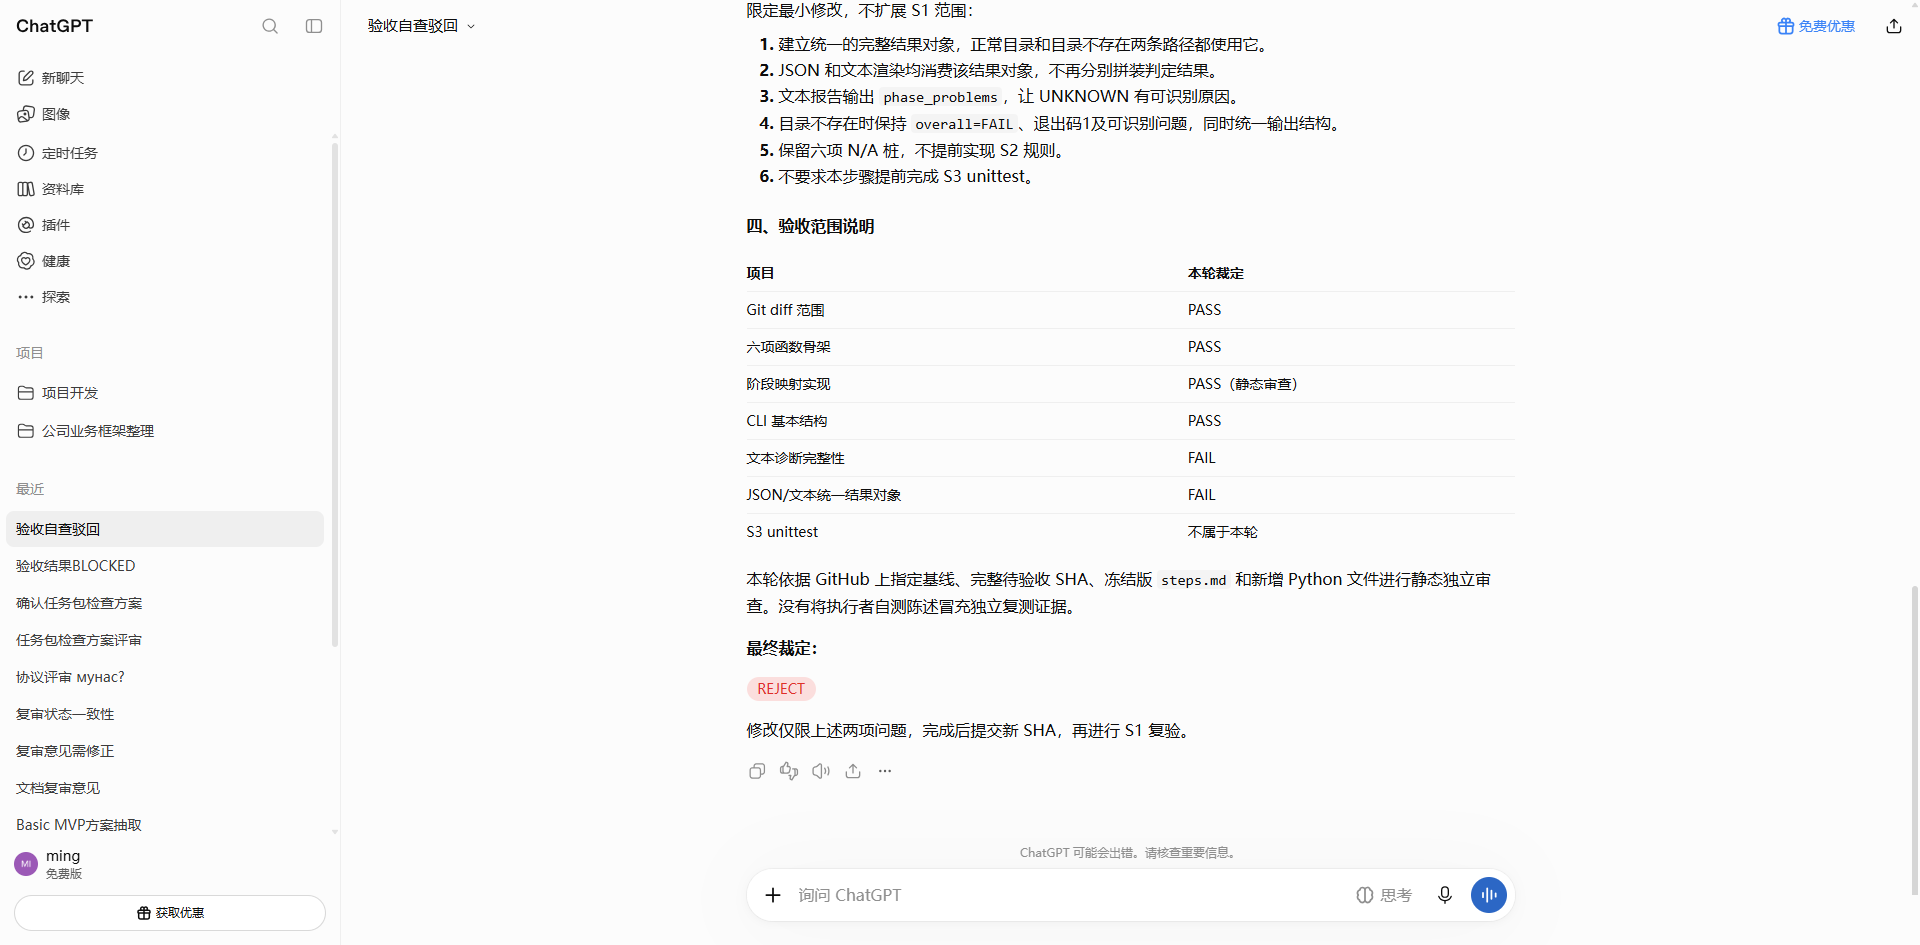 ChatGPT
新聊天
图像
定时任务
资料库
插件
健康
探索
项目
项目开发
公司业务框架整理
最近
验收自查驳回
验收结果BLOCKED
确认任务包检查方案
任务包检查方案评审
协议评审 мyнас?
复审状态一致性
复审意见需修正
文档复审意见
Basic MVP方案抽取
MI
ming
免费版
获取优惠
验收自查驳回
免费优惠
限定最小修改，不扩展 S1 范围：
1. 建立统一的完整结果对象，正常目录和目录不存在两条路径都使用它。
2. JSON 和文本渲染均消费该结果对象，不再分别拼装判定结果。
3. 文本报告输出 phase_problems，让 UNKNOWN 有可识别原因。
4. 目录不存在时保持 overall=FAIL、退出码1及可识别问题，同时统一输出结构。
5. 保留六项 N/A 桩，不提前实现 S2 规则。
6. 不要求本步骤提前完成 S3 unittest。
四、验收范围说明
项目 本轮裁定
Git diff 范围 PASS
六项函数骨架 PASS
阶段映射实现 PASS（静态审查）
CLI 基本结构 PASS
文本诊断完整性 FAIL
JSON/文本统一结果对象 FAIL
S3 unittest 不属于本轮
本轮依据 GitHub 上指定基线、完整待验收 SHA、冻结版 steps.md 和新增 Python 文件进行静态独立审
查。没有将执行者自测陈述冒充独立复测证据。
最终裁定：
REJECT
修改仅限上述两项问题，完成后提交新 SHA，再进行 S1 复验。
ChatGPT 可能会出错。请核查重要信息。
询问 ChatGPT
思考